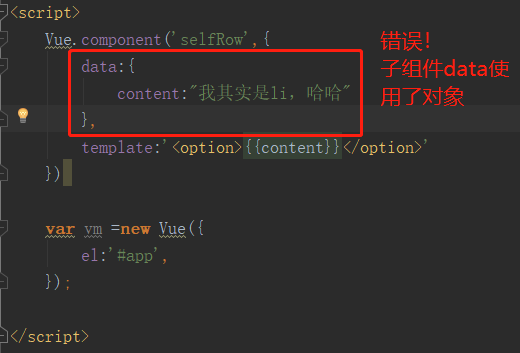 <script>
Vue.component('selfRow',{
data:{
content:"我其实是li，哈哈"
},
template:'<option>{{content}}</option>'
})
var vm =new Vue({
el:'#app',
});
</script>
错误！
子组件data使
用了对象